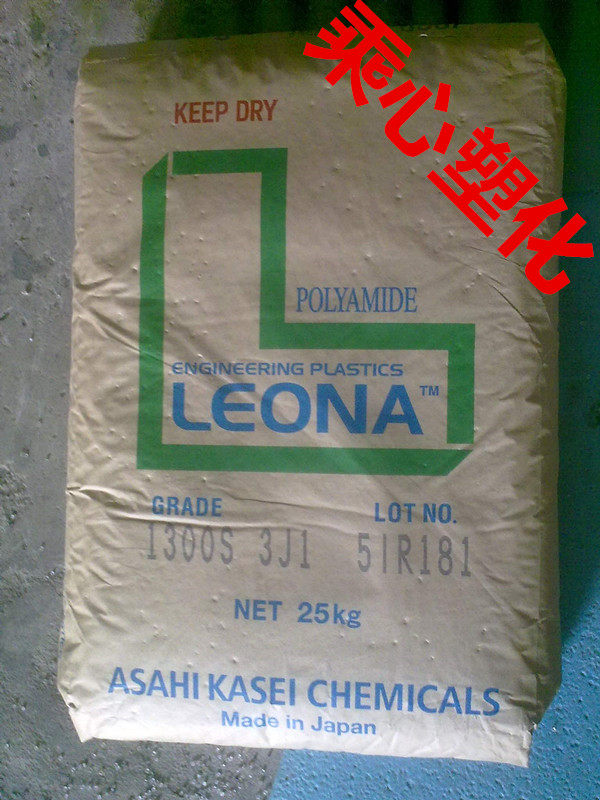 乘心塑化
KEEP DRY
POLYAMIDE
ENGINEERING PLASTICS
LEONA™
GRADE LOT NO.
1300S 3J1 51R181
NET 25kg
ASAHI KASEI CHEMICALS
Made in Japan